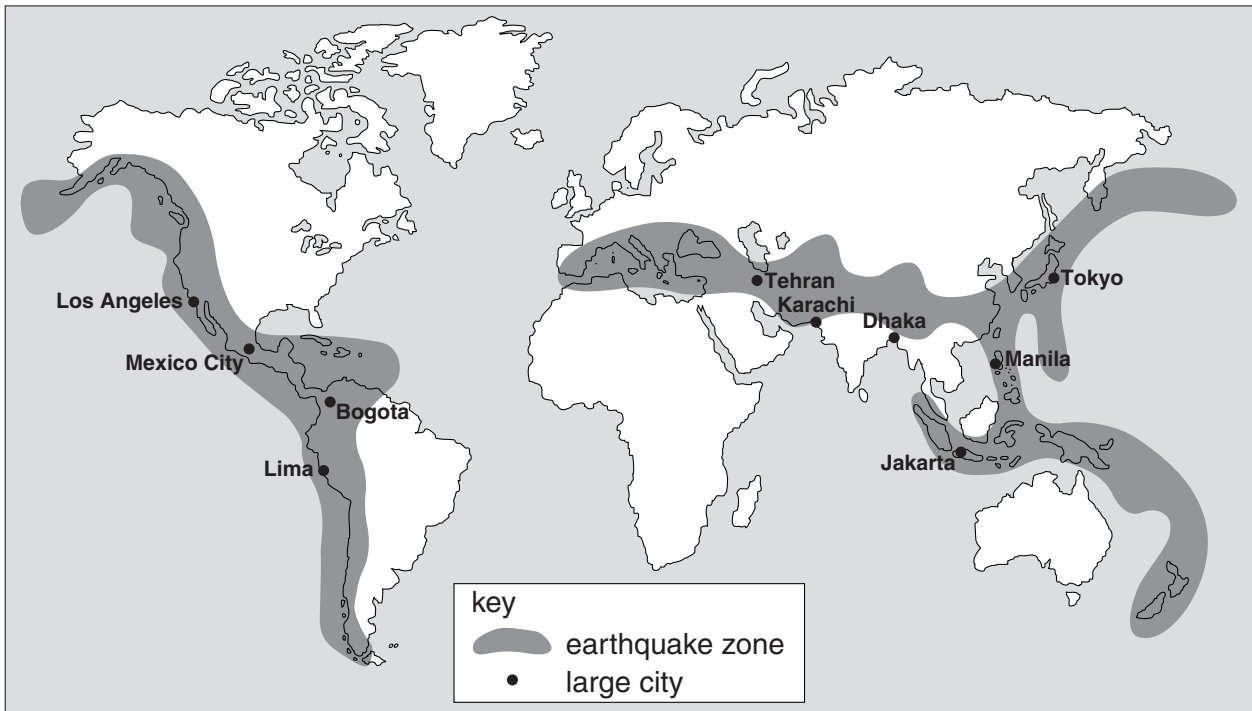 Los Angeles
Mexico City
Bogota
Lima
Tehran
Karachi
Dhaka
Tokyo
Manila
Jakarta
key
earthquake zone
large city